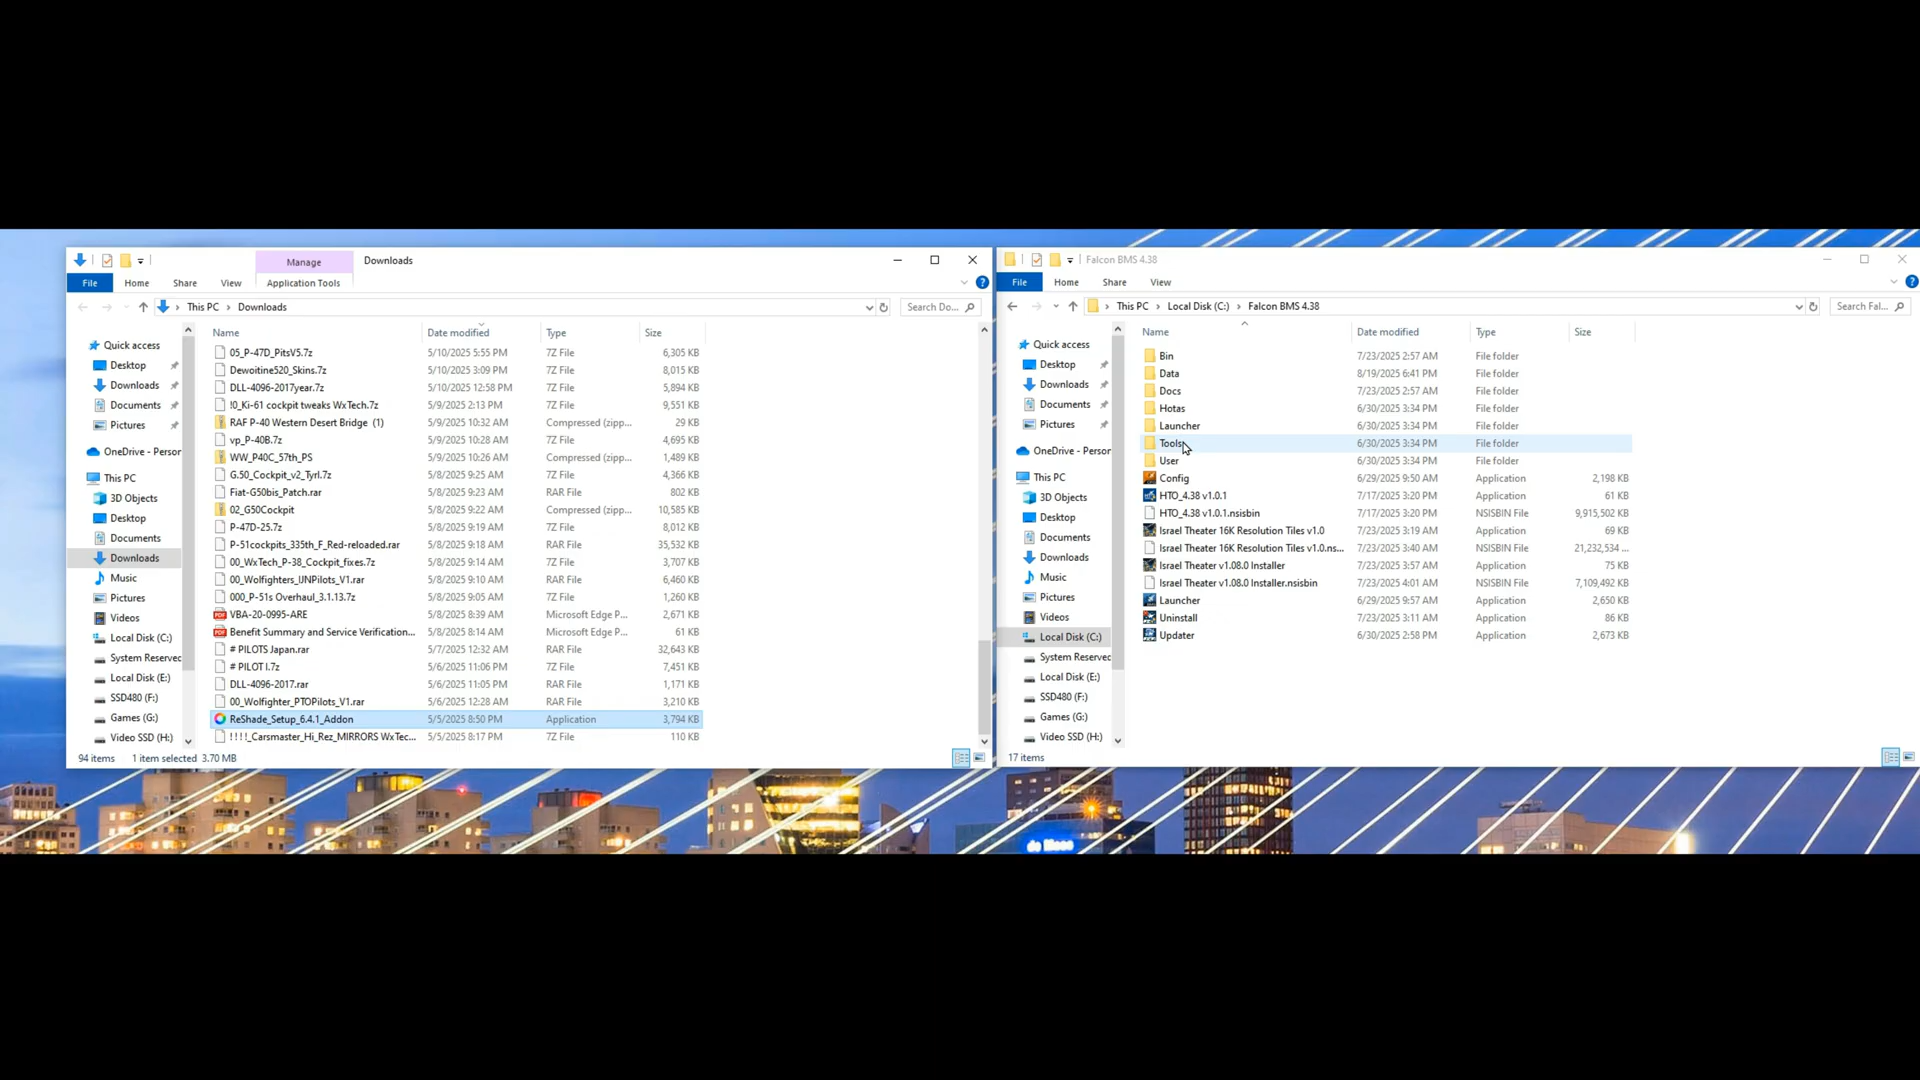 Manage
Downloads
File
Home
Share
View
Application Tools
This PC
Downloads
Search Do...
Name
Date modified
Type
Size
Quick access
Desktop
Downloads
Documents
Pictures
OneDrive - Persor
This PC
3D Objects
Desktop
Documents
Downloads
Music
Pictures
Videos
Local Disk (C:)
System Reservec
Local Disk (E:)
SSD480 (F:)
Games (G:)
Video SSD (H:)
05_P-47D_PitsV5.7z 5/10/2025 5:55 PM 7Z File 6,305 KB
Dewoitine520_Skins.7z 5/10/2025 3:09 PM 7Z File 8,015 KB
DLL-4096-2017year.7z 5/10/2025 12:58 PM 7Z File 5,894 KB
!0_Ki-61 cockpit tweaks WxTech.7z 5/9/2025 2:13 PM 7Z File 9,551 KB
RAF P-40 Western Desert Bridge (1) 5/9/2025 10:32 AM Compressed (zipp... 29 KB
vp_P-40B.7z 5/9/2025 10:28 AM 7Z File 4,695 KB
WW_P40C_57th_PS 5/9/2025 10:26 AM Compressed (zipp... 1,489 KB
G.50_Cockpit_v2_Tyrl.7z 5/8/2025 9:25 AM 7Z File 4,366 KB
Fiat-G50bis_Patch.rar 5/8/2025 9:23 AM RAR File 802 KB
02_G50Cockpit 5/8/2025 9:22 AM Compressed (zipp... 10,585 KB
P-47D-25.7z 5/8/2025 9:19 AM 7Z File 8,012 KB
P-51cockpits_335th_F_Red-reloaded.rar 5/8/2025 9:18 AM RAR File 35,532 KB
00_WxTech_P-38_Cockpit_fixes.7z 5/8/2025 9:14 AM 7Z File 3,707 KB
00_Wolfighters_UNPilots_V1.rar 5/8/2025 9:10 AM RAR File 6,460 KB
000_P-51s Overhaul_3.1.13.7z 5/8/2025 9:05 AM 7Z File 1,260 KB
VBA-20-0995-ARE 5/8/2025 8:39 AM Microsoft Edge P... 2,671 KB
Benefit Summary and Service Verification... 5/8/2025 8:14 AM Microsoft Edge P... 61 KB
# PILOTS Japan.rar 5/7/2025 12:32 AM RAR File 32,643 KB
# PILOT I.7z 5/6/2025 11:06 PM 7Z File 7,451 KB
DLL-4096-2017.rar 5/6/2025 11:05 PM RAR File 1,171 KB
00_Wolfighter_PTOPilots_V1.rar 5/6/2025 12:28 AM RAR File 3,210 KB
ReShade_Setup_6.4.1_Addon 5/5/2025 8:50 PM Application 3,794 KB
!!!!_Carsmaster_Hi_Rez_MIRRORS WxTec... 5/5/2025 8:17 PM 7Z File 110 KB
94 items 1 item selected 3.70 MB
Falcon BMS 4.38
File
Home
Share
View
This PC
Local Disk (C:)
Falcon BMS 4.38
Search Fal...
Name
Date modified
Type
Size
Quick access
Desktop
Downloads
Documents
Pictures
OneDrive - Persor
This PC
3D Objects
Desktop
Documents
Downloads
Music
Pictures
Videos
Local Disk (C:)
System Reservec
Local Disk (E:)
SSD480 (F:)
Games (G:)
Video SSD (H:)
Bin 7/23/2025 2:57 AM File folder
Data 8/19/2025 6:41 PM File folder
Docs 7/23/2025 2:57 AM File folder
Hotas 6/30/2025 3:34 PM File folder
Launcher 6/30/2025 3:34 PM File folder
Tools 6/30/2025 3:34 PM File folder
User 6/30/2025 3:34 PM File folder
Config 6/29/2025 9:50 AM Application 2,198 KB
HTO_4.38 v1.0.1 7/17/2025 3:20 PM Application 61 KB
HTO_4.38 v1.0.1.nsisbin 7/17/2025 3:20 PM NSISBIN File 9,915,502 KB
Israel Theater 16K Resolution Tiles v1.0 7/23/2025 3:19 AM Application 69 KB
Israel Theater 16K Resolution Tiles v1.0.ns... 7/23/2025 3:40 AM NSISBIN File 21,232,534 ...
Israel Theater v1.08.0 Installer 7/23/2025 3:57 AM Application 75 KB
Israel Theater v1.08.0 Installer.nsisbin 7/23/2025 4:01 AM NSISBIN File 7,109,492 KB
Launcher 6/29/2025 9:57 AM Application 2,650 KB
Uninstall 7/23/2025 3:11 AM Application 86 KB
Updater 6/30/2025 2:58 PM Application 2,673 KB
17 items